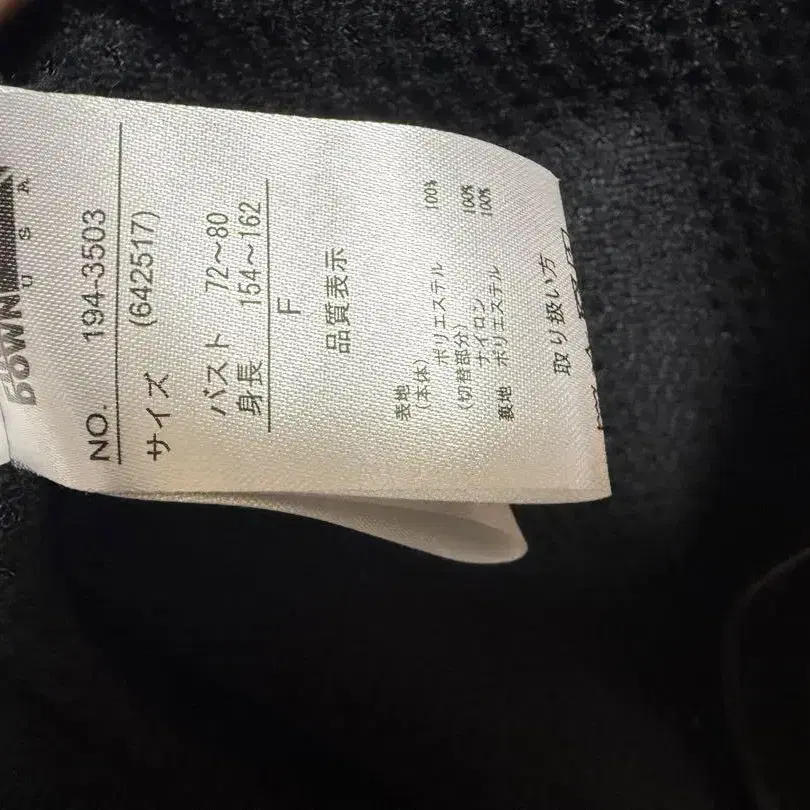 DOWN
U S A
NO. 194-3503
サイズ (642517)
バスト 72～80
身長 154～162
F
品質表示
表地
(本体)
ポリエステル 100%
(切替部分)
ナイロン 100%
裏地 ポリエステル 100%
取り扱い方